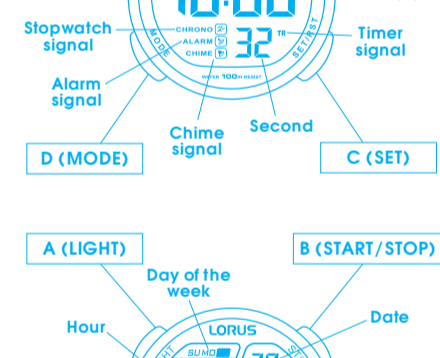 Stopwatch
signal
CHRONO
ALARM
CHIME
32
TR
MODE
SET/RST
Timer
signal
Alarm
signal
WATER 100m RESIST
Chime
signal
Second
D (MODE)
C (SET)
A (LIGHT)
B (START/STOP)
Day of the
week
Hour
Date
LORUS
SU MO